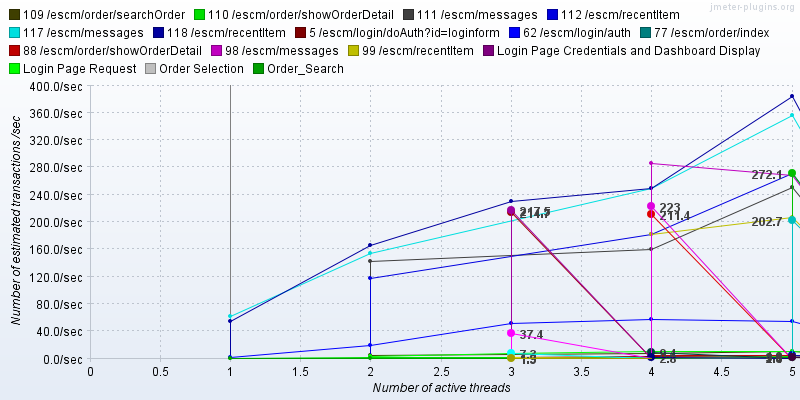 jmeter-plugins.org
109 /escm/order/searchOrder 110 /escm/order/showOrderDetail 111 /escm/messages 112 /escm/recentItem
117 /escm/messages 118 /escm/recentItem 5 /escm/login/doAuth?id=loginform 62 /escm/login/auth 77 /escm/order/index
88 /escm/order/showOrderDetail 98 /escm/messages 99 /escm/recentItem Login Page Credentials and Dashboard Display
Login Page Request Order Selection Order_Search
400.0/sec
360.0/sec
320.0/sec
280.0/sec
272.1
240.0/sec
223
211.4
202.7
200.0/sec
160.0/sec
120.0/sec
80.0/sec
40.0/sec
37.4
7.3
9.4
2.8
0.0/sec
Number of estimated transactions /sec
0 0.5 1 1.5 2 2.5 3 3.5 4 4.5 5
Number of active threads